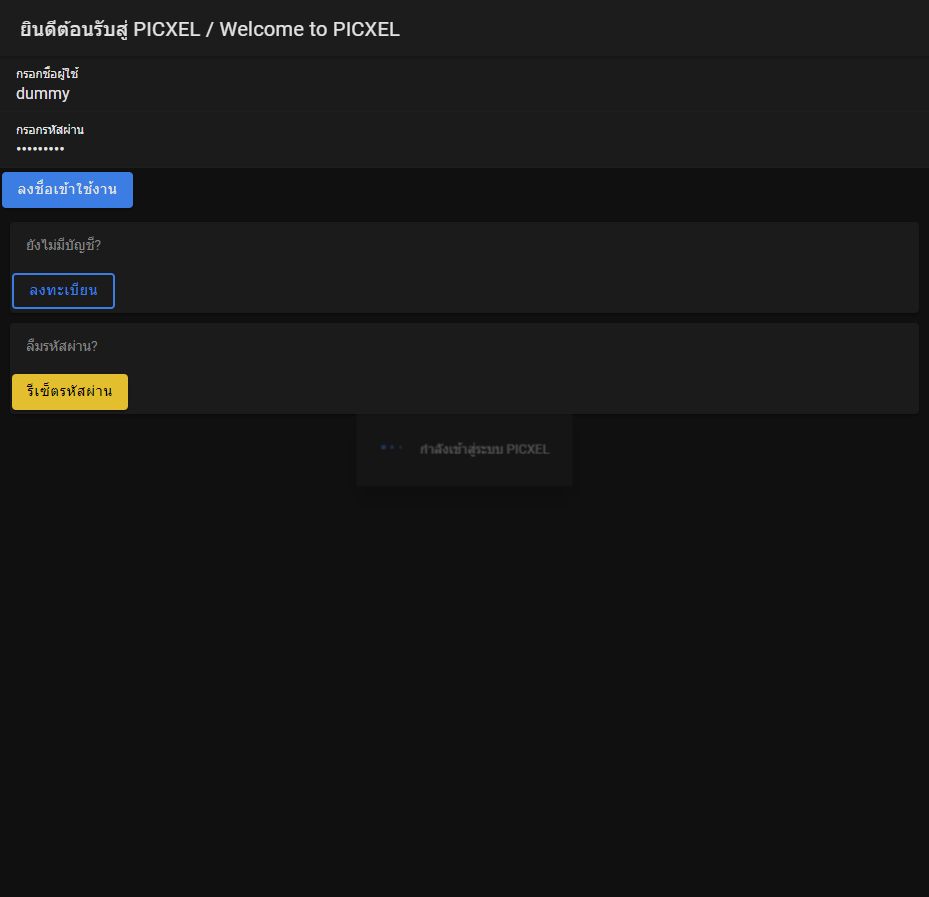 ยินดีต้อนรับสู่ PICXEL / Welcome to PICXEL
กรอกชื่อผู้ใช้
dummy
กรอกรหัสผ่าน
•••••••••
ลงชื่อเข้าใช้งาน
ยังไม่มีบัญชี?
ลงทะเบียน
ลืมรหัสผ่าน?
รีเซ็ตรหัสผ่าน
กำลังเข้าสู่ระบบ PICXEL